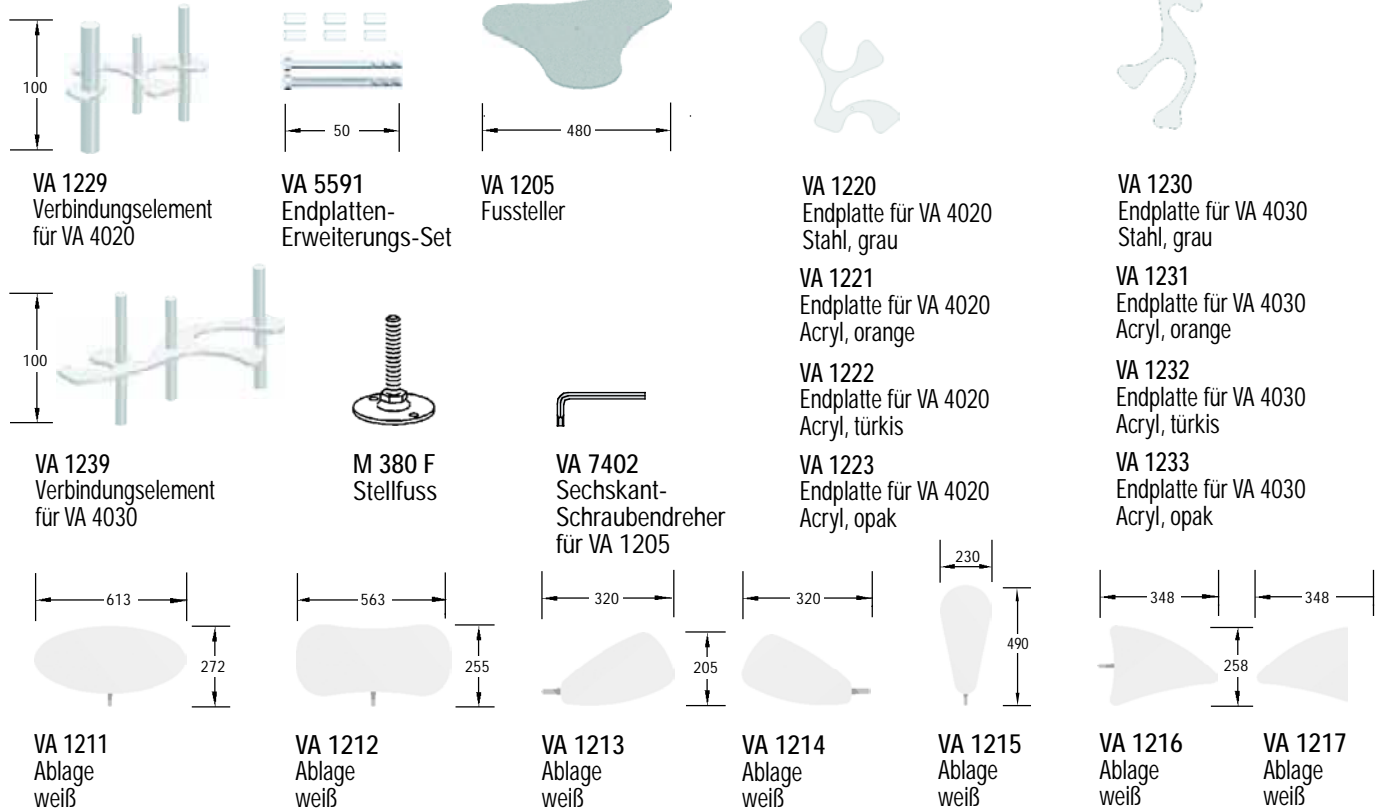 100
50
480
VA 1229
Verbindungselement
für VA 4020
VA 5591
Endplatten-
Erweiterungs-Set
VA 1205
Fussteller
VA 1220
Endplatte für VA 4020
Stahl, grau
VA 1230
Endplatte für VA 4030
Stahl, grau
VA 1221
Endplatte für VA 4020
Acryl, orange
VA 1231
Endplatte für VA 4030
Acryl, orange
100
VA 1222
Endplatte für VA 4020
Acryl, türkis
VA 1232
Endplatte für VA 4030
Acryl, türkis
VA 1239
Verbindungselement
für VA 4030
M 380 F
Stellfuss
VA 7402
Sechskant-
Schraubendreher
für VA 1205
VA 1223
Endplatte für VA 4020
Acryl, opak
VA 1233
Endplatte für VA 4030
Acryl, opak
613
272
563
255
320
205
320
230
490
348
258
348
VA 1211
Ablage
weiß
VA 1212
Ablage
weiß
VA 1213
Ablage
weiß
VA 1214
Ablage
weiß
VA 1215
Ablage
weiß
VA 1216
Ablage
weiß
VA 1217
Ablage
weiß